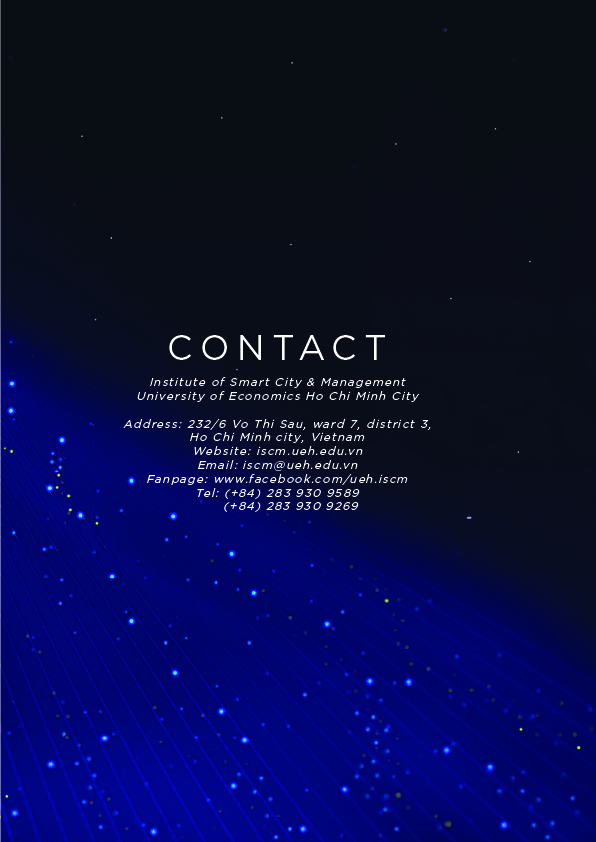 CONTACT
Institute of Smart City & Management
University of Economics Ho Chi Minh City
Address: 232/6 Vo Thi Sau, ward 7, district 3,
Ho Chi Minh city, Vietnam
Website: iscm.ueh.edu.vn
Email: iscm@ueh.edu.vn
Fanpage: www.facebook.com/ueh.iscm
Tel: (+84) 283 930 9589
(+84) 283 930 9269